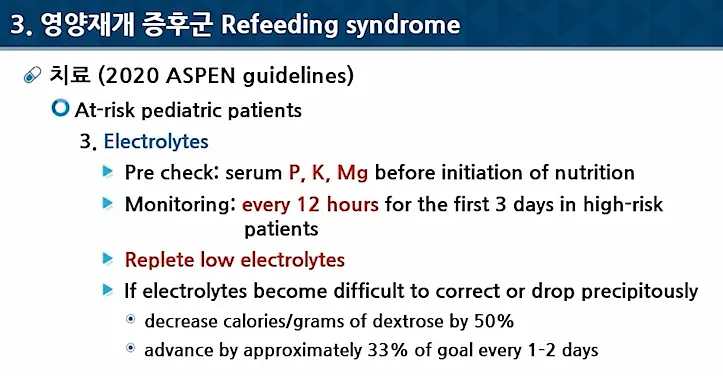 3. 영양재개 증후군 Refeeding syndrome
치료 (2020 ASPEN guidelines)
At-risk pediatric patients
3. Electrolytes
Pre check: serum P, K, Mg before initiation of nutrition
Monitoring: every 12 hours for the first 3 days in high-risk
patients
Replete low electrolytes
If electrolytes become difficult to correct or drop precipitously
decrease calories/grams of dextrose by 50%
advance by approximately 33% of goal every 1-2 days